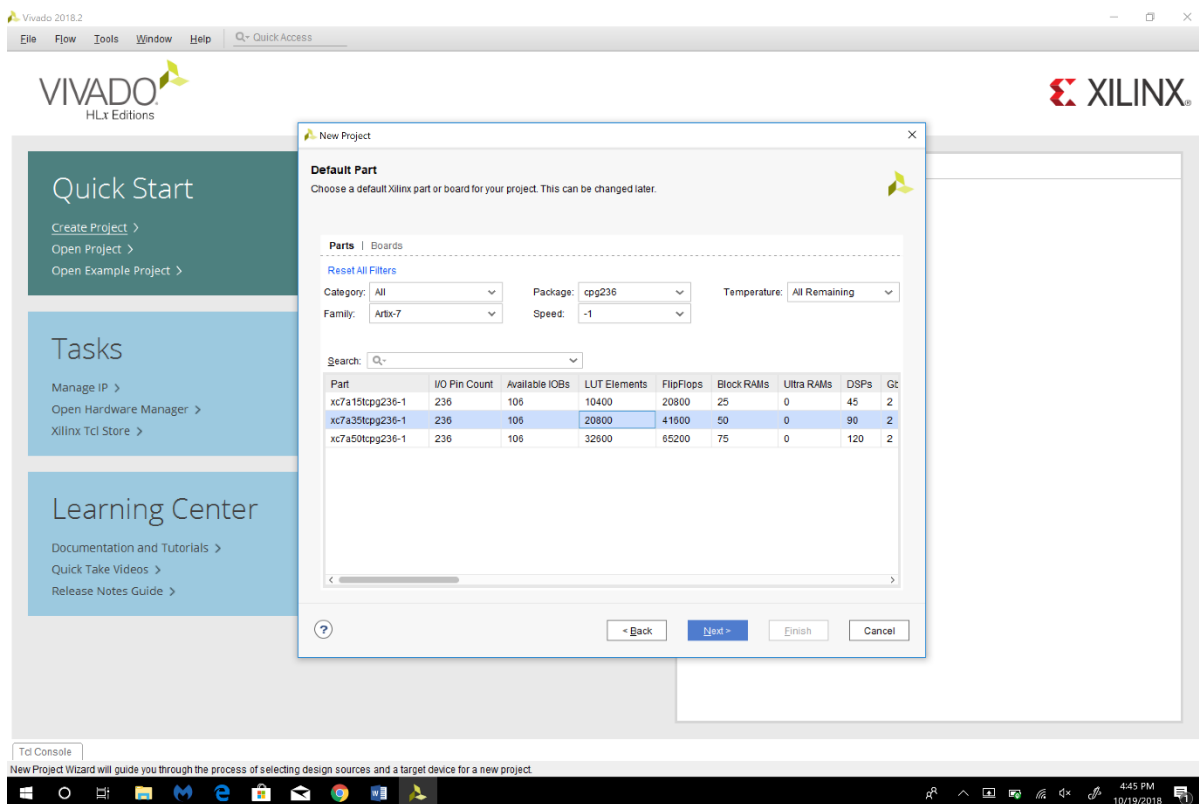 Vivado 2018.2
File Flow Tools Window Help Quick Access
VIVADO
HLx Editions
XILINX
New Project
Default Part
Choose a default Xilinx part or board for your project. This can be changed later.
Quick Start
Create Project >
Open Project >
Open Example Project >
Parts | Boards
Reset All Filters
Category: All Package: cpg236 Temperature: All Remaining
Family: Artix-7 Speed: -1
Search:
Part I/O Pin Count Available IOBs LUT Elements FlipFlops Block RAMs Ultra RAMs DSPs Gb
xc7a15tcpg236-1 236 106 10400 20800 25 0 45 2
xc7a35tcpg236-1 236 106 20800 41600 50 0 90 2
xc7a50tcpg236-1 236 106 32600 65200 75 0 120 2
Tasks
Manage IP >
Open Hardware Manager >
Xilinx Tcl Store >
Learning Center
Documentation and Tutorials >
Quick Take Videos >
Release Notes Guide >
? < Back Next > Finish Cancel
Tcl Console
New Project Wizard will guide you through the process of selecting design sources and a target device for a new project.
4:45 PM
10/19/2018